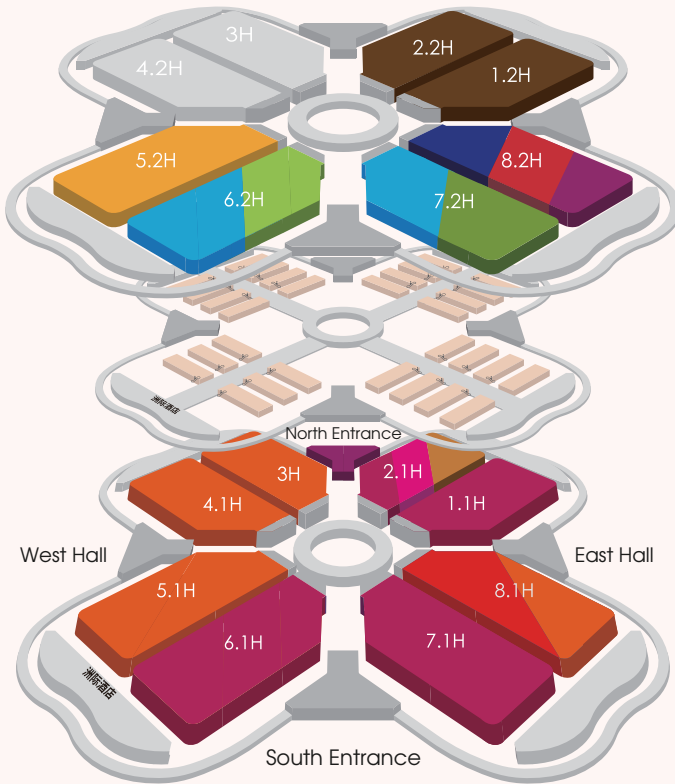 3H
2.2H
4.2H
1.2H
5.2H
8.2H
6.2H
7.2H
洲际酒店
North Entrance
3H
2.1H
4.1H
1.1H
West Hall
East Hall
5.1H
8.1H
6.1H
7.1H
洲际酒店
South Entrance